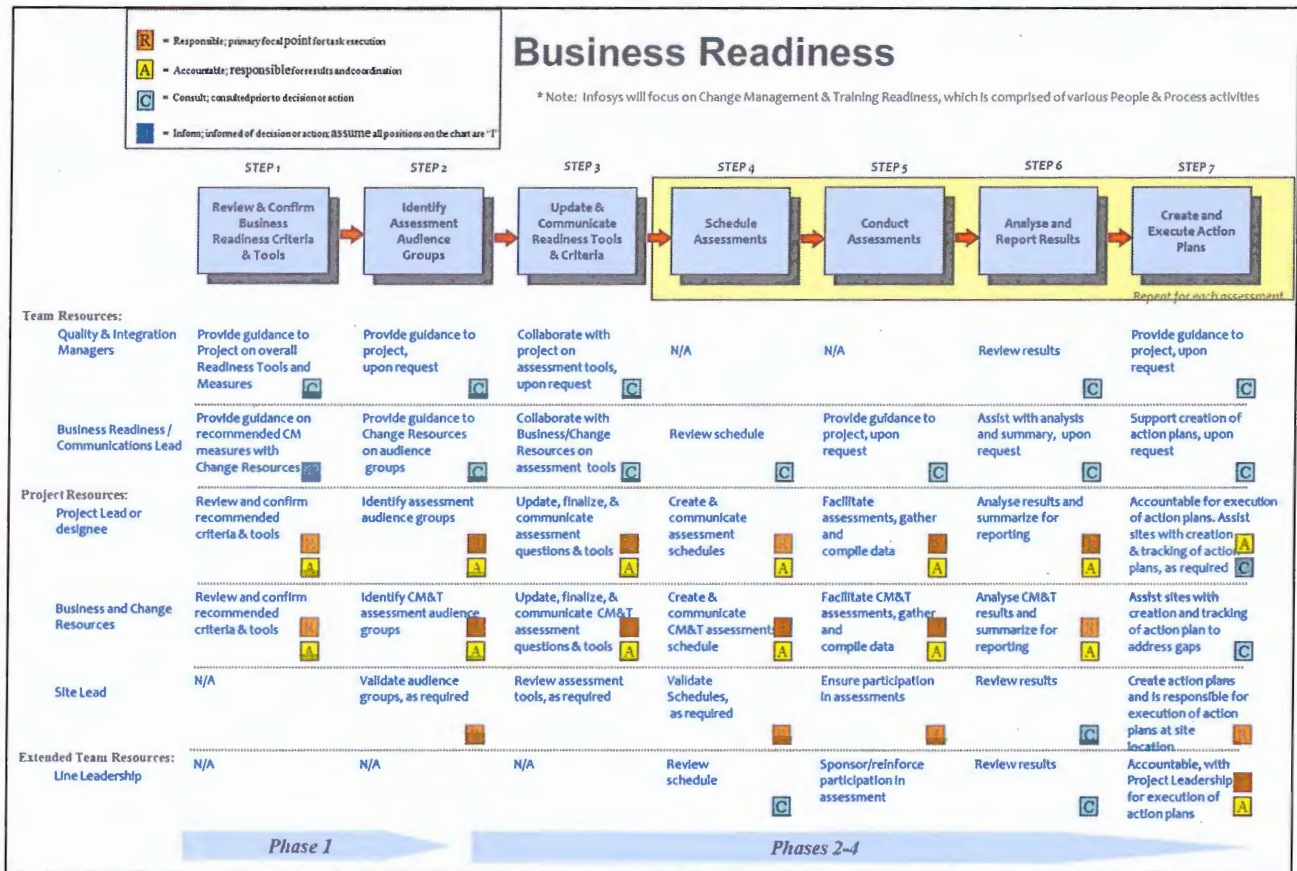 R = Responsible; primary focal point for task execution
A = Accountable; responsible for results and coordination
C = Consult; consulted prior to decision or action
= Inform; informed of decision or action; assume all positions on the chart are "I"
Business Readiness
* Note: Infosys will focus on Change Management & Training Readiness, which is comprised of various People & Process activities
STEP 1
STEP 2
STEP 3
STEP 4
STEP 5
STEP 6
STEP 7
Review & Confirm
Business
Readiness Criteria
& Tools
Identify
Assessment
Audience
Groups
Update &
Communicate
Readiness Tools
& Criteria
Schedule
Assessments
Conduct
Assessments
Analyse and
Report Results
Create and
Execute Action
Plans
Repeat for each assessment
Team Resources:
Quality & Integration
Managers
Provide guidance to
Project on overall
Readiness Tools and
Measures
C
Provide guidance to
project,
upon request
C
Collaborate with
project on
assessment tools,
upon request
C
N/A
N/A
Review results
C
Provide guidance to
project, upon
request
C
Business Readiness /
Communications Lead
Provide guidance on
recommended CM
measures with
Change Resources
Provide guidance to
Change Resources
on audience
groups
C
Collaborate with
Business/Change
Resources on
assessment tools
C
Review schedule
C
Provide guidance to
project, upon
request
C
Assist with analysis
and summary, upon
request
C
Support creation of
action plans, upon
request
C
Project Resources:
Project Lead or
designee
Review and confirm
recommended
criteria & tools
R
A
Identify assessment
audience groups
A
Update, finalize, &
communicate
assessment
questions & tools
A
Create &
communicate
assessment
schedules
R
A
Facilitate
assessments, gather
and
compile data
A
Analyse results and
summarize for
reporting
A
Accountable for execution
of action plans. Assist
sites with creation
& tracking of action
plans, as required
A
C
Business and Change
Resources
Review and confirm
recommended
criteria & tools
R
A
Identify CM&T
assessment audience
groups
A
Update, finalize, &
communicate CM&T
assessment
questions & tools
A
Create &
communicate
CM&T assessments
schedule
A
Facilitate CM&T
assessments, gather
and
compile data
A
Analyse CM&T
results and
summarize for
reporting
R
A
Assist sites with
creation and tracking
of action plan to
address gaps
C
Site Lead
N/A
Validate audience
groups, as required
Review assessment
tools, as required
Validate
Schedules,
as required
Ensure participation
in assessments
Review results
C
Create action plans
and is responsible for
execution of action
plans at site
location
R
Extended Team Resources:
Line Leadership
N/A
N/A
N/A
Review
schedule
C
Sponsor/reinforce
participation in
assessment
Review results
C
Accountable, with
Project Leadership
for execution of
action plans
A
Phase 1
Phases 2-4